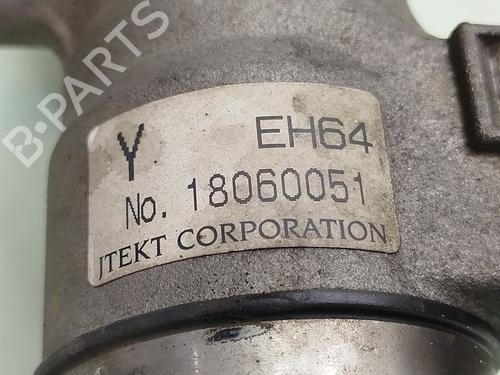 B-PARTS
Y EH64
No. 18060051
JTEKT CORPORATION